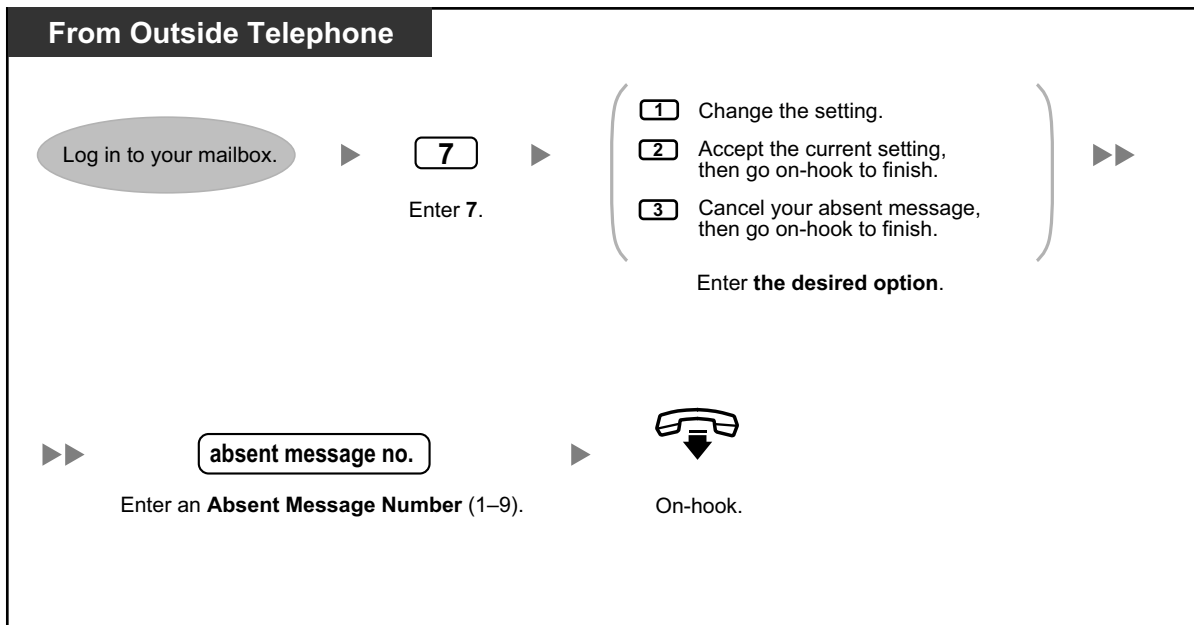 From Outside Telephone
Log in to your mailbox.
7
Enter 7.
1 Change the setting.
2 Accept the current setting,
then go on-hook to finish.
3 Cancel your absent message,
then go on-hook to finish.
Enter the desired option.
absent message no.
Enter an Absent Message Number (1–9).
On-hook.